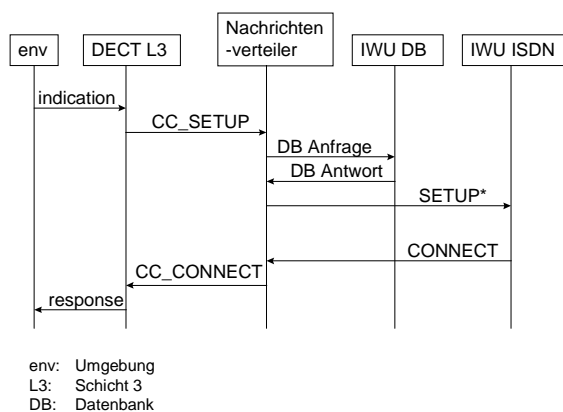 env
DECT L3
Nachrichten
-verteiler
IWU DB
IWU ISDN
indication
CC_SETUP
DB Anfrage
DB Antwort
SETUP*
CONNECT
CC_CONNECT
response
env: Umgebung
L3: Schicht 3
DB: Datenbank